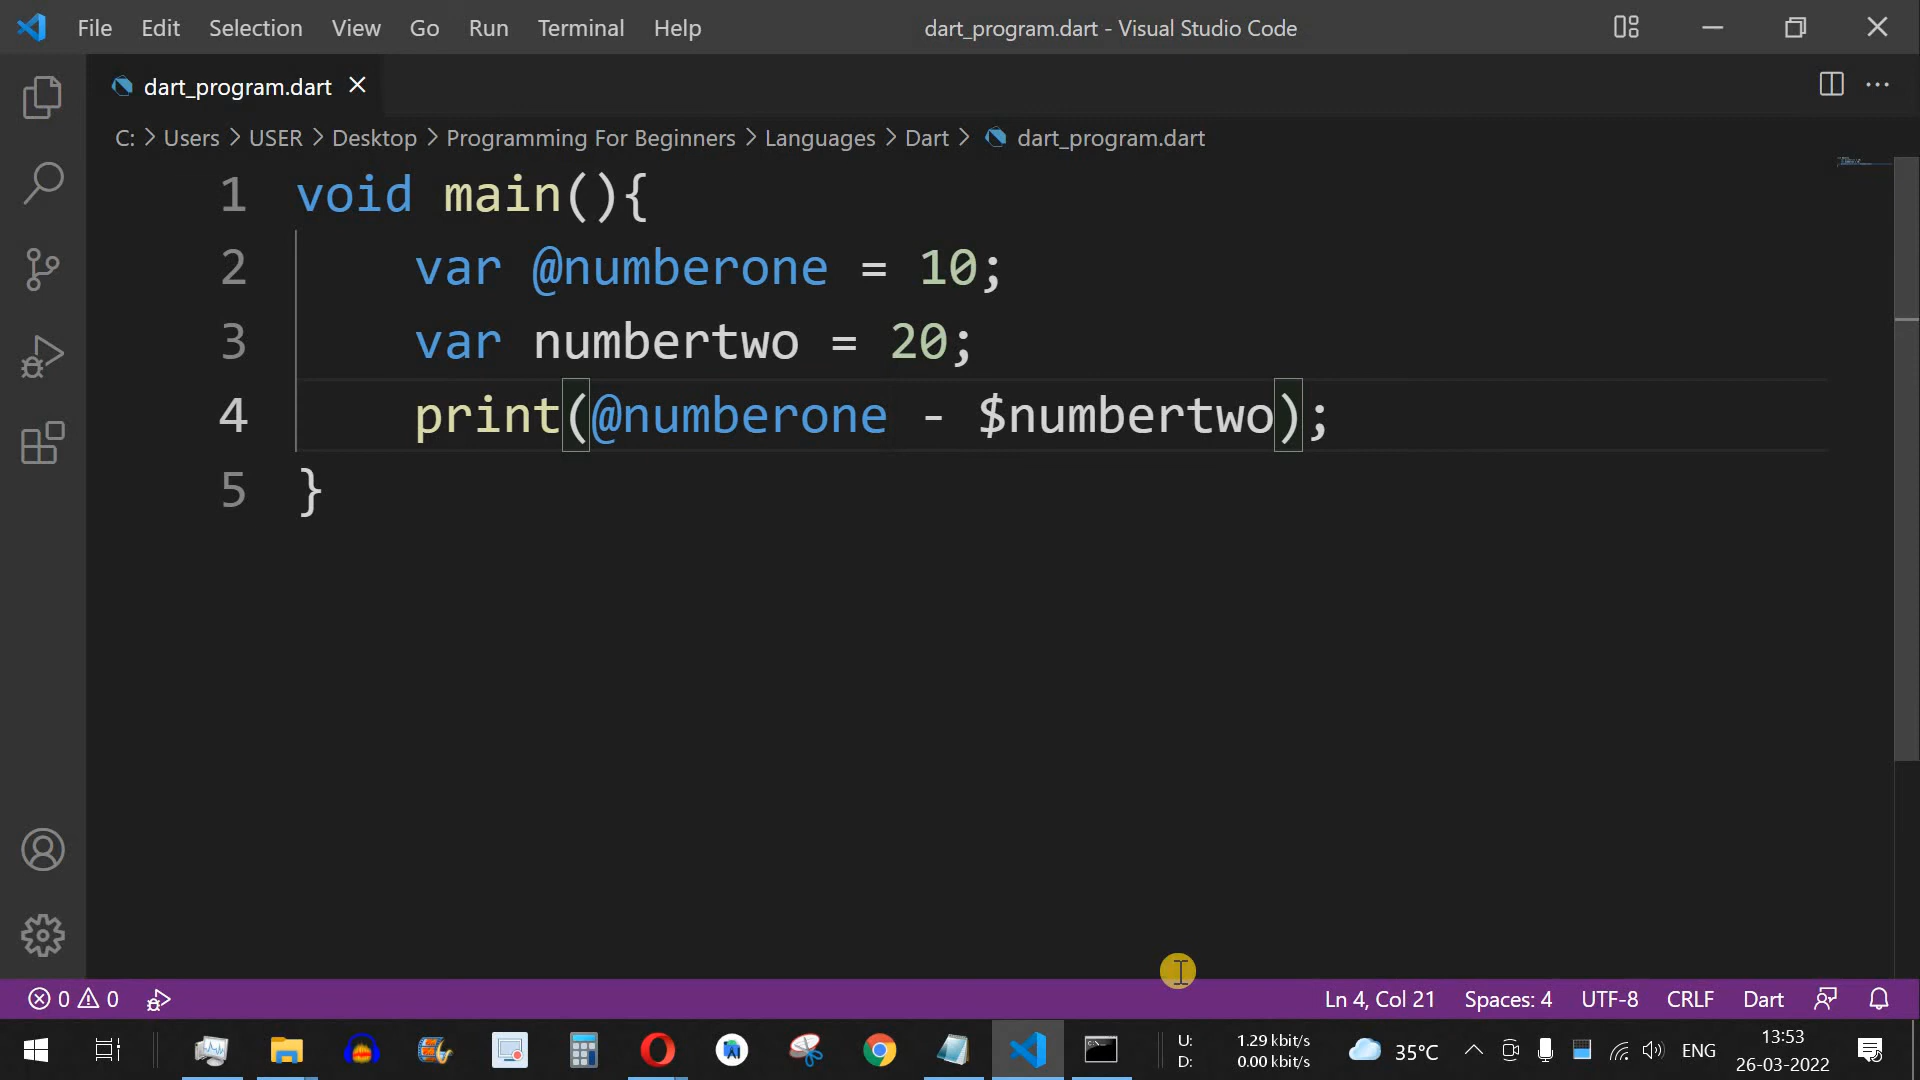 File Edit Selection View Go Run Terminal Help dart_program.dart - Visual Studio Code
dart_program.dart
C: > Users > USER > Desktop > Programming For Beginners > Languages > Dart > dart_program.dart
1 void main(){
2 var @numberone = 10;
3 var numbertwo = 20;
4 print(@numberone - $numbertwo);
5 }
0 0 Ln 4, Col 21 Spaces: 4 UTF-8 CRLF Dart
U: 1.29 kbit/s
D: 0.00 kbit/s
35°C ENG
13:53
26-03-2022